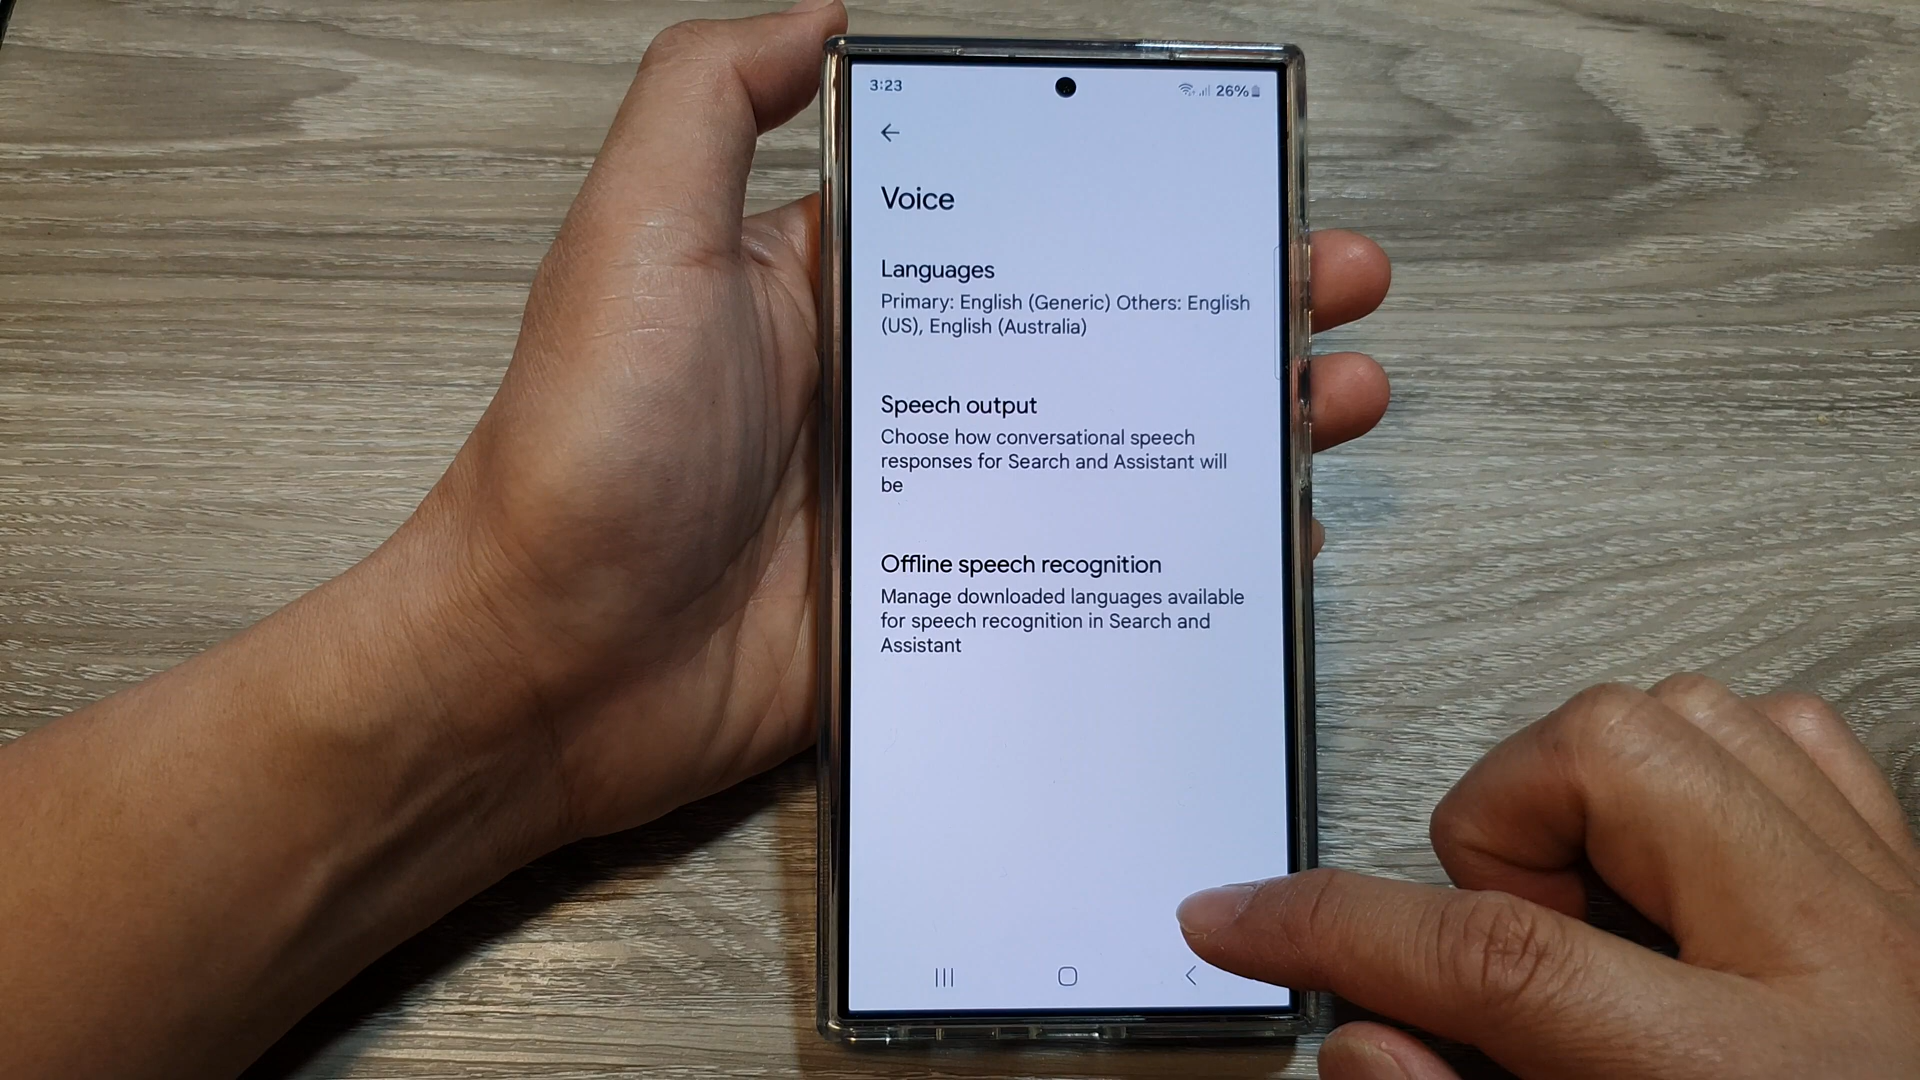 3:23
26%
Voice
Languages
Primary: English (Generic) Others: English
(US), English (Australia)
Speech output
Choose how conversational speech
responses for Search and Assistant will
be
Offline speech recognition
Manage downloaded languages available
for speech recognition in Search and
Assistant